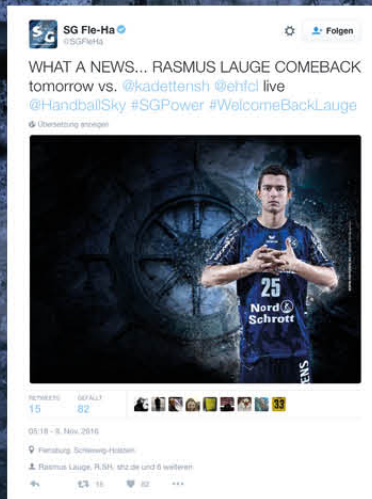 SG Fle-Ha
@SGFleHa
Folgen
WHAT A NEWS... RASMUS LAUGE COMEBACK
tomorrow vs. @kadettensh @ehfcl live
@HandballSky #SGPower #WelcomeBackLauge
Übersetzung anzeigen
25
Nord
Schrott
RETWEETS GEFÄLLT
15 82
33
05:18 - 9. Nov. 2016
Flensburg, Schleswig-Holstein
Rasmus Lauge, R.SH, shz.de und 6 weiteren
15 82